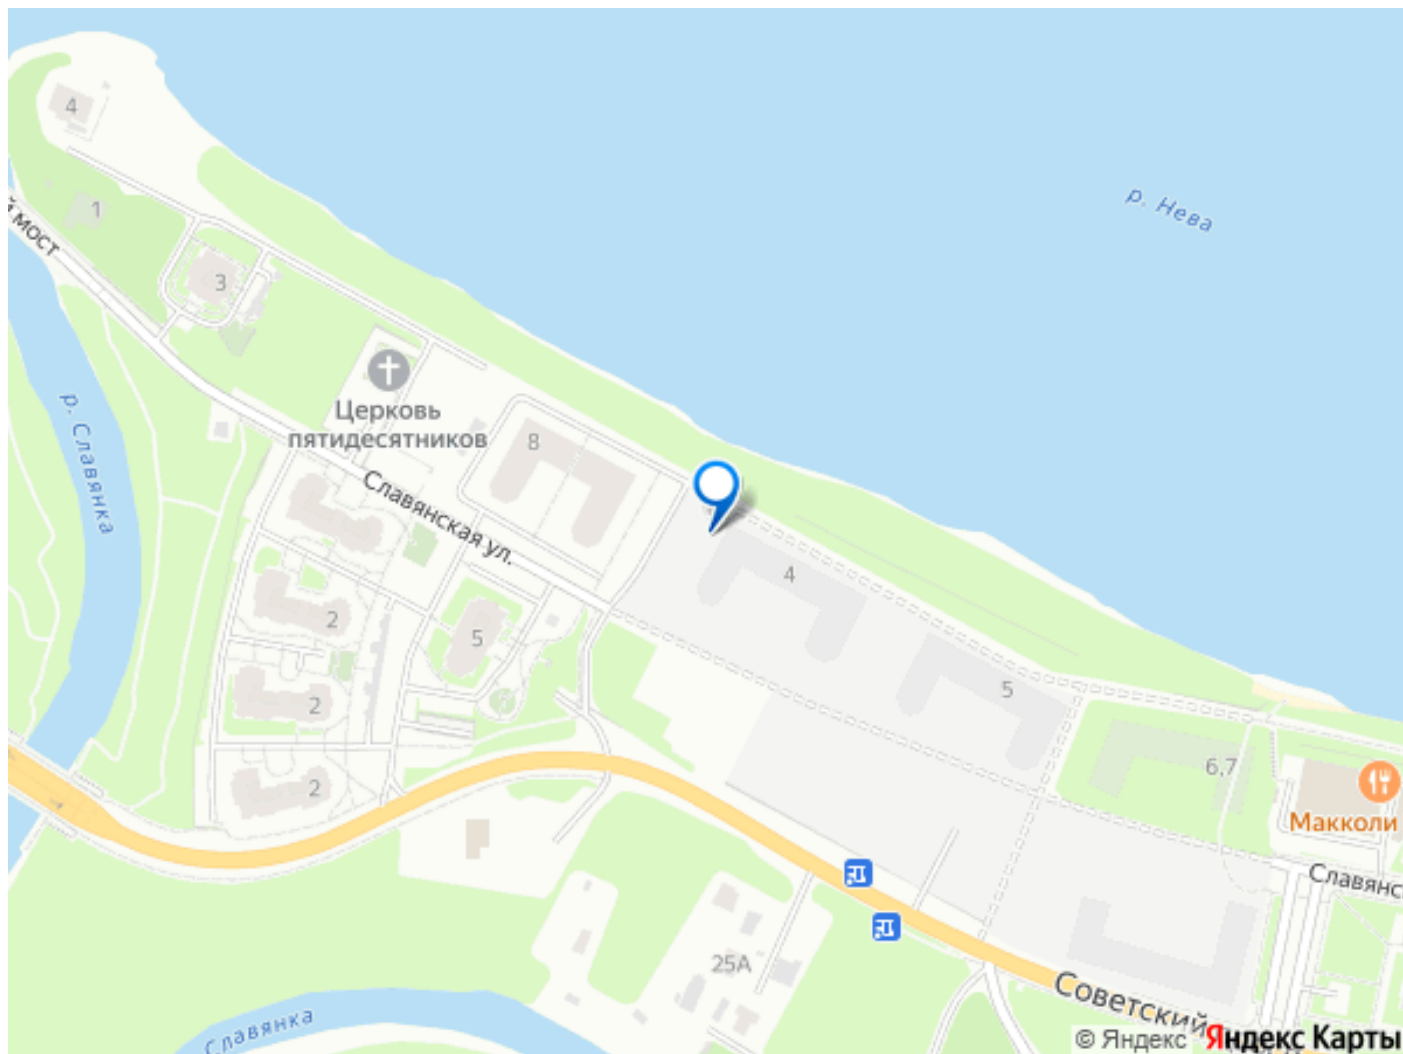 4
р. Нева
1
й мост
3
Церковь
пятидесятников
8
р. Славянка
Славянская ул.
4
2
5
5
2
6,7
2
Макколи
Славянс
25А
Советский
Славянка
© Яндекс Яндекс Карты